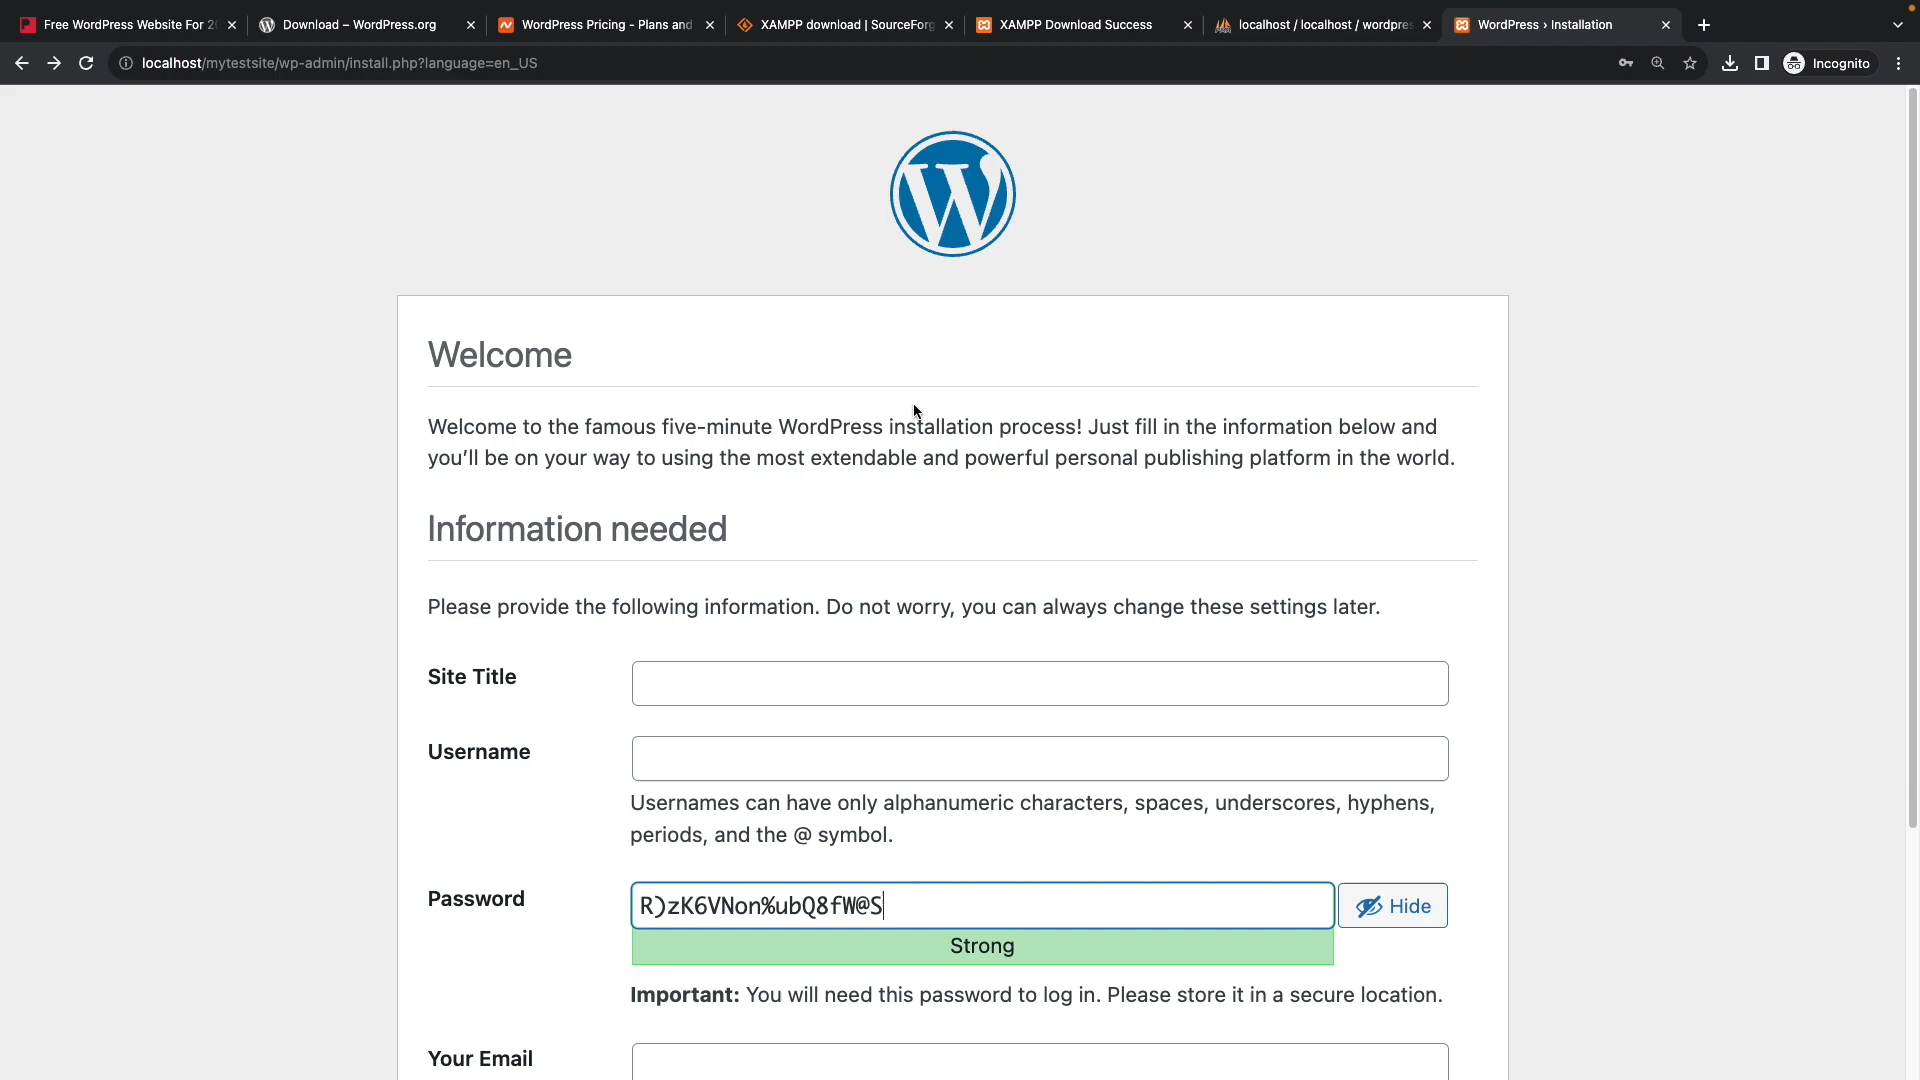 Free WordPress Website For 20
Download – WordPress.org
WordPress Pricing - Plans and
XAMPP download | SourceForg
XAMPP Download Success
localhost / localhost / wordpres
WordPress › Installation
localhost/mytestsite/wp-admin/install.php?language=en_US
Incognito
Welcome
Welcome to the famous five-minute WordPress installation process! Just fill in the information below and
you’ll be on your way to using the most extendable and powerful personal publishing platform in the world.
Information needed
Please provide the following information. Do not worry, you can always change these settings later.
Site Title
Username
Usernames can have only alphanumeric characters, spaces, underscores, hyphens,
periods, and the @ symbol.
Password
R)zK6VNon%ubQ8fW@S
Hide
Strong
Important: You will need this password to log in. Please store it in a secure location.
Your Email